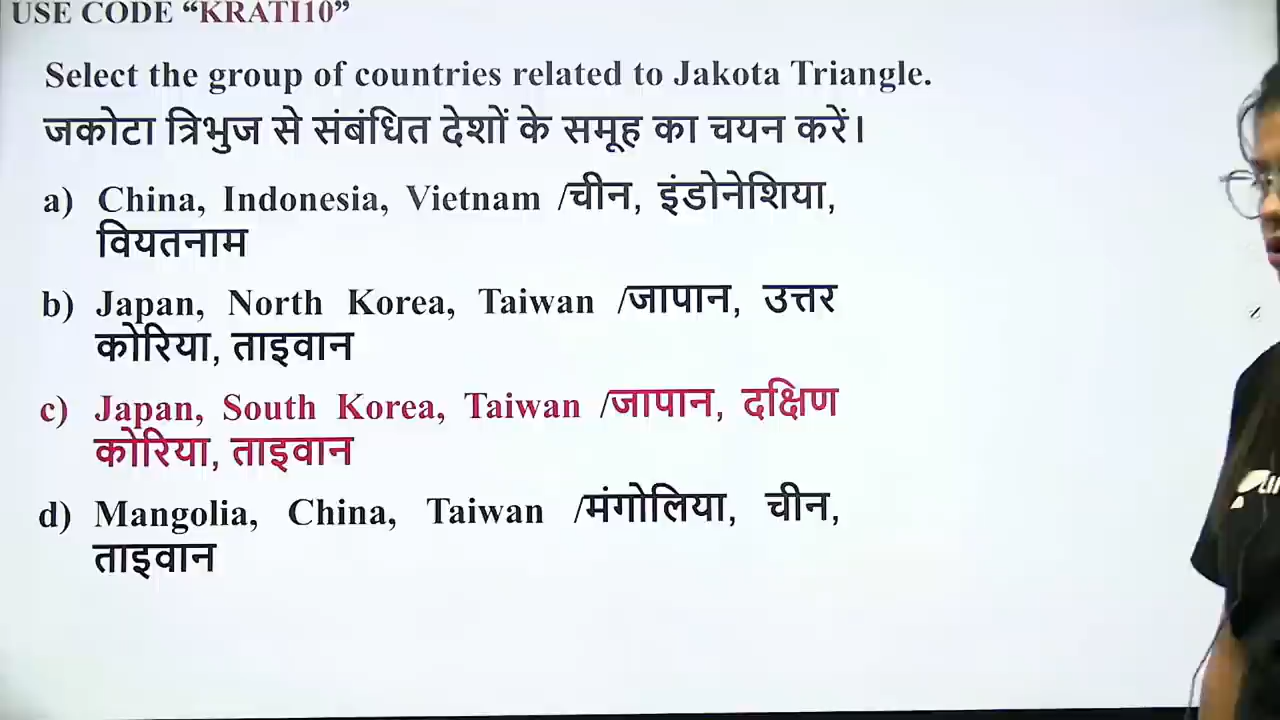 USE CODE “KRATI10”
Select the group of countries related to Jakota Triangle.
जकोटा त्रिभुज से संबंधित देशों के समूह का चयन करें।
a) China, Indonesia, Vietnam /चीन, इंडोनेशिया,
वियतनाम
b) Japan, North Korea, Taiwan /जापान, उत्तर
कोरिया, ताइवान
c) Japan, South Korea, Taiwan /जापान, दक्षिण
कोरिया, ताइवान
d) Mangolia, China, Taiwan /मंगोलिया, चीन,
ताइवान